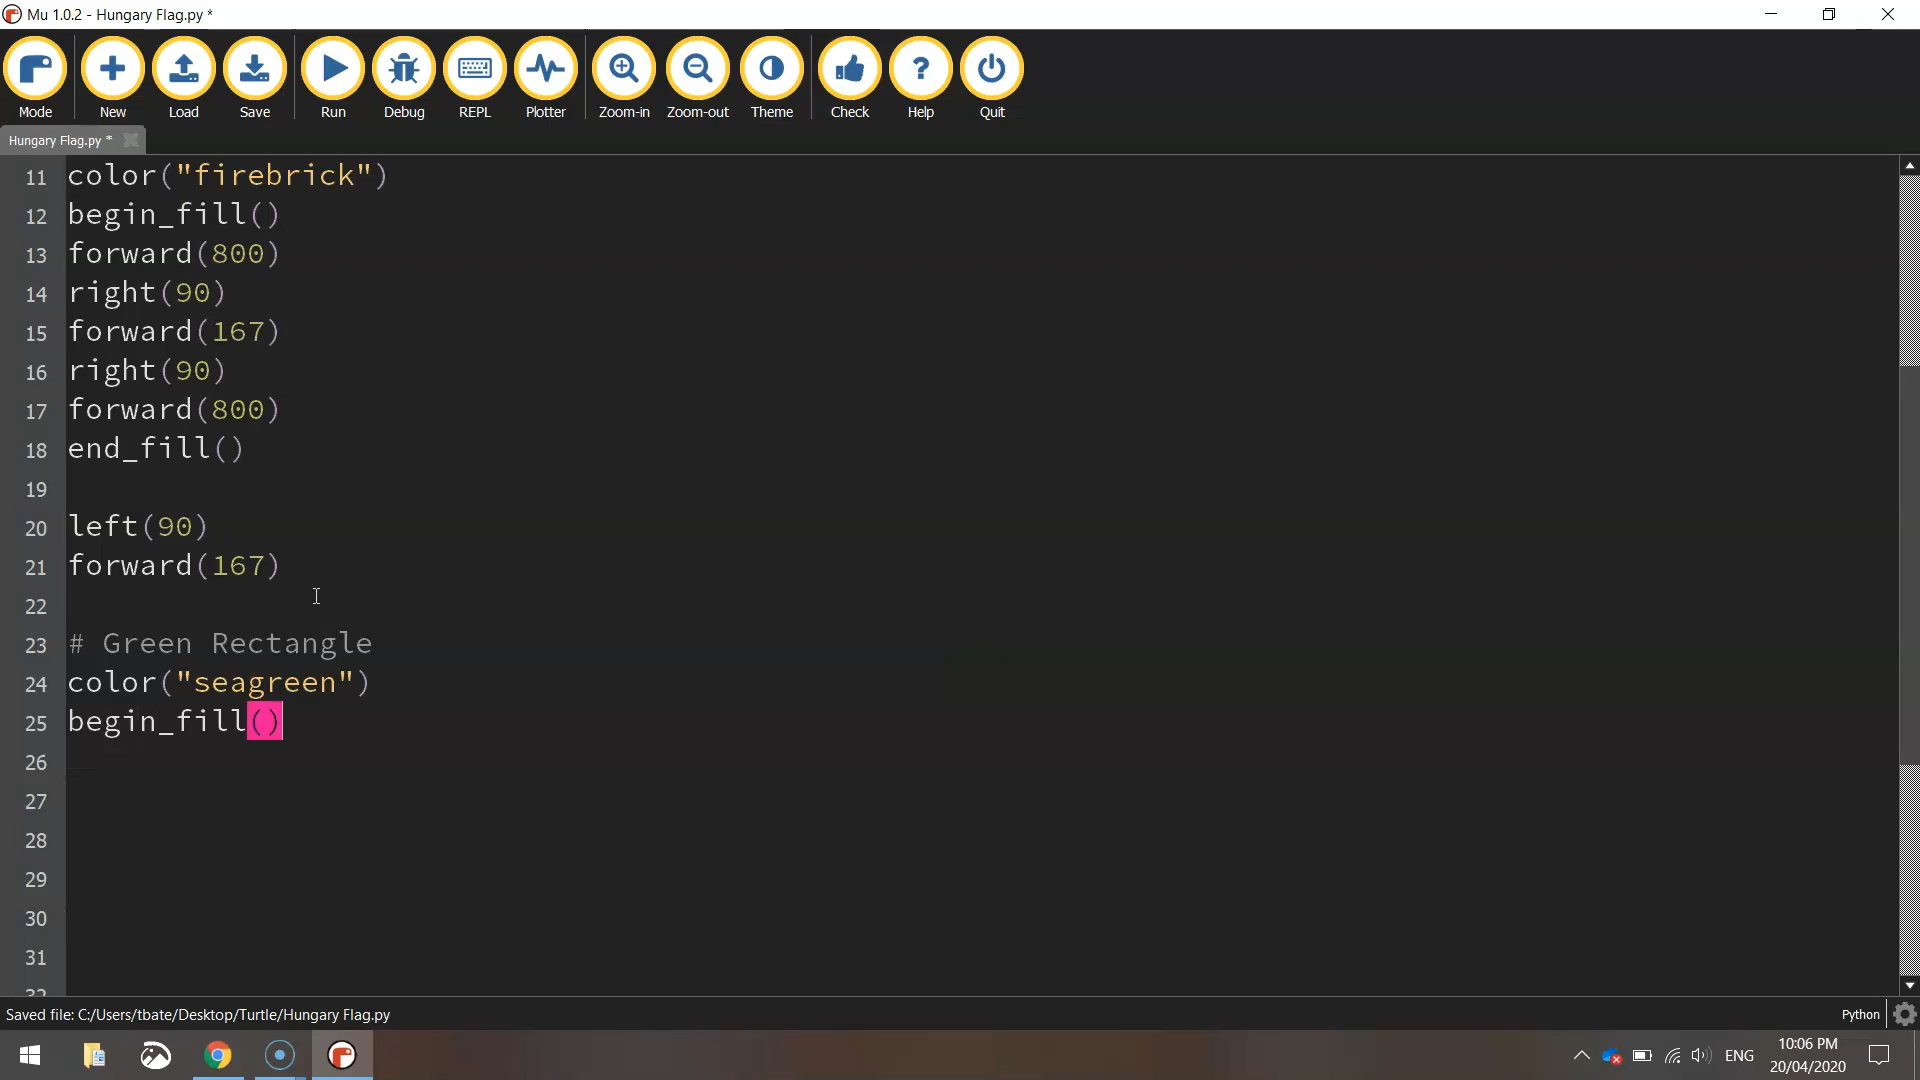 Mu 1.0.2 - Hungary Flag.py *
Mode New Load Save Run Debug REPL Plotter Zoom-in Zoom-out Theme Check Help Quit
Hungary Flag.py *
11 color("firebrick")
12 begin_fill()
13 forward(800)
14 right(90)
15 forward(167)
16 right(90)
17 forward(800)
18 end_fill()
19
20 left(90)
21 forward(167)
22
23 # Green Rectangle
24 color("seagreen")
25 begin_fill()
26
27
28
29
30
31
32
Saved file: C:/Users/tbate/Desktop/Turtle/Hungary Flag.py
Python
ENG
10:06 PM
20/04/2020